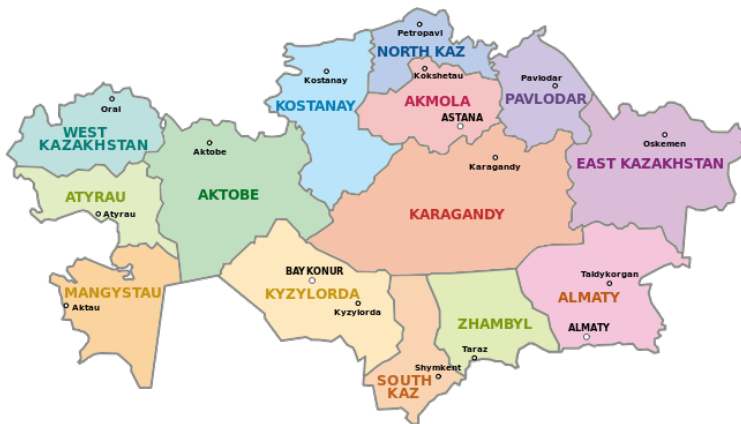 Petropavl
NORTH KAZ
Kostanay
Kokshetau
Pavlodar
KOSTANAY
AKMOLA
PAVLODAR
Oral
ASTANA
WEST
KAZAKHSTAN
Aktobe
Oskemen
Karagandy
EAST KAZAKHSTAN
ATYRAU
AKTOBE
Atyrau
KARAGANDY
BAYKONUR
Taldykorgan
MANGYSTAU
KYZYLORDA
ALMATY
Aktau
Kyzylorda
ZHAMBYL
ALMATY
Taraz
Shymkent
SOUTH
KAZ